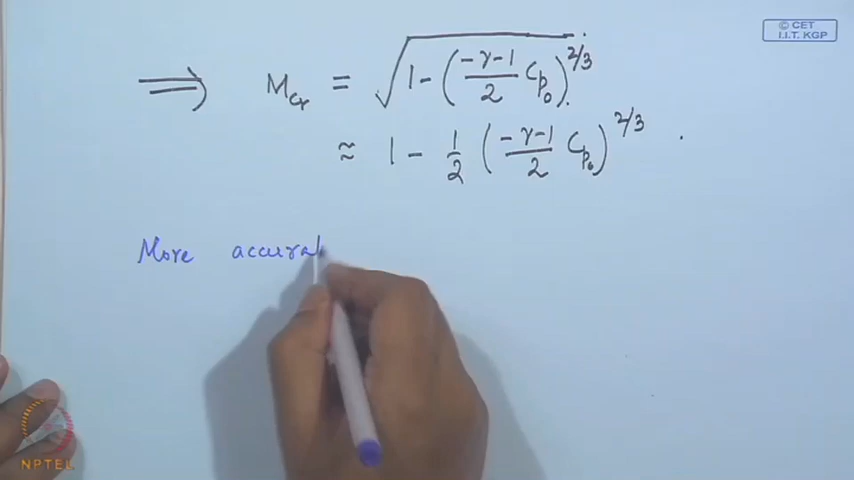 © CET
I.I.T. KGP
⟹ M_cr = √(1 - (-γ-1/2 C_p₀)^2/3)
≈ 1 - 1/2 (-γ-1/2 C_p₀)^2/3 .
More accurat
NPTEL